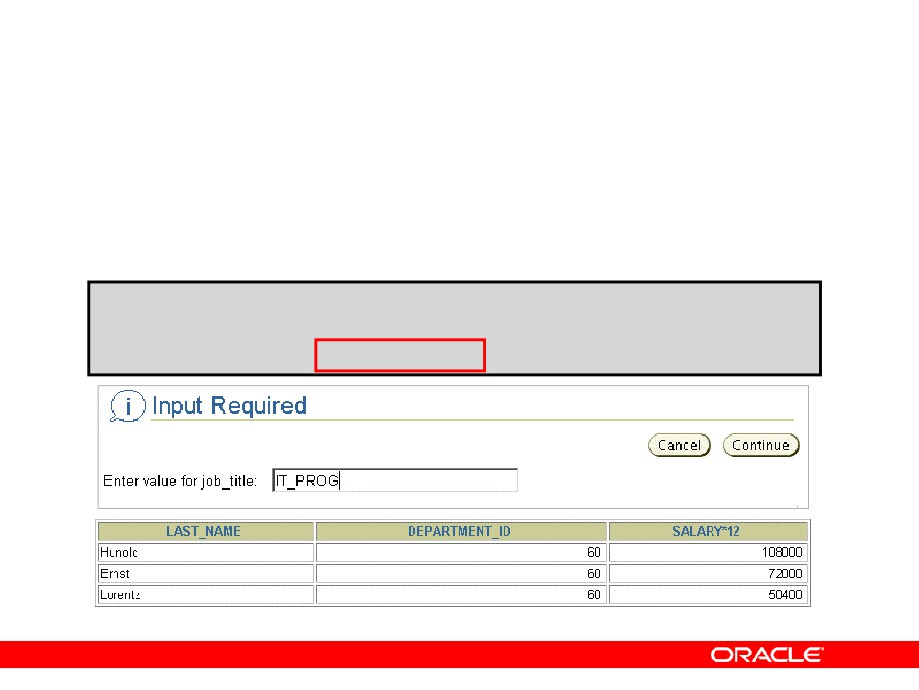 i Input Required
Cancel Continue
Enter value for job_title: IT_PROG
LAST_NAME DEPARTMENT_ID SALARY*12
Hunold 60 108000
Ernst 60 72000
Lorentz 60 50400
ORACLE